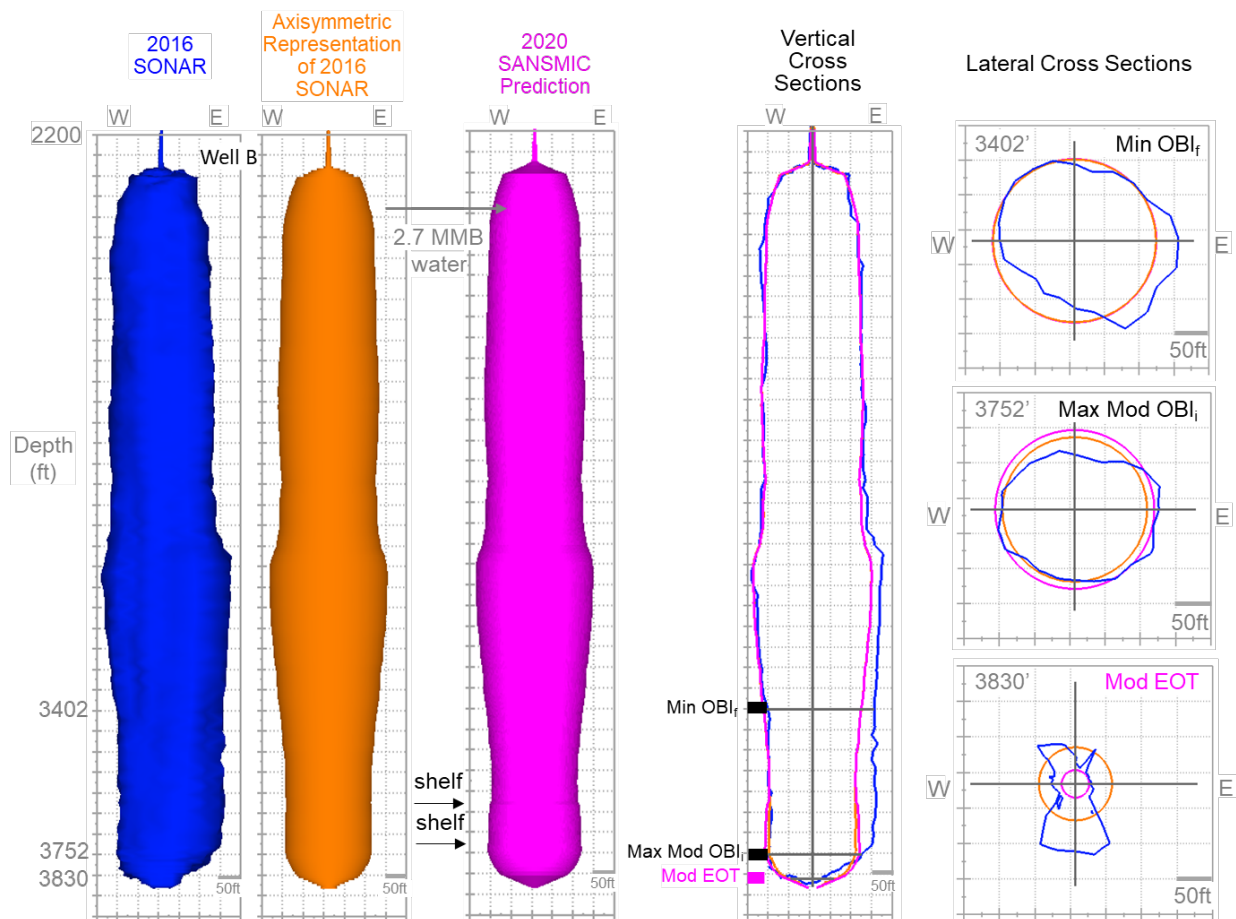 2016
SONAR
Axisymmetric
Representation
of 2016
SONAR
2020
SANSMIC
Prediction
Vertical
Cross
Sections
Lateral Cross Sections
W
E
W
E
W
E
W
E
2200
Well B
2.7 MMB
water
Depth
(ft)
3402
shelf
shelf
3752
3830
50ft
50ft
50ft
50ft
Min OBIf
Max Mod OBIi
Mod EOT
3402'
Min OBIf
W
E
50ft
3752'
Max Mod OBIi
W
E
50ft
3830'
Mod EOT
W
E
50ft